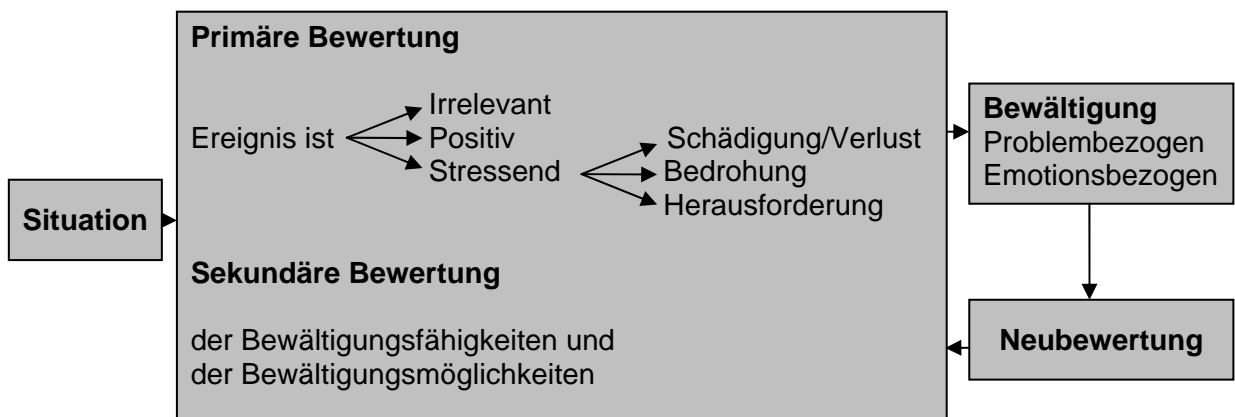 Situation
Primäre Bewertung
Ereignis ist
Irrelevant
Positiv
Stressend
Schädigung/Verlust
Bedrohung
Herausforderung
Sekundäre Bewertung
der Bewältigungsfähigkeiten und
der Bewältigungsmöglichkeiten
Bewältigung
Problembezogen
Emotionsbezogen
Neubewertung